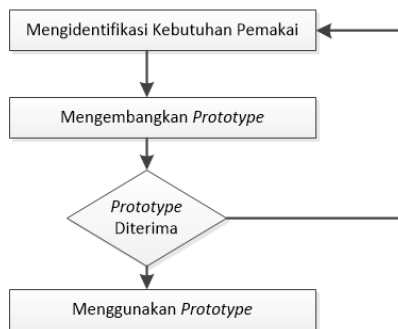 Mengidentifikasi Kebutuhan Pemakai
Mengembangkan Prototype
Prototype
Diterima
Menggunakan Prototype